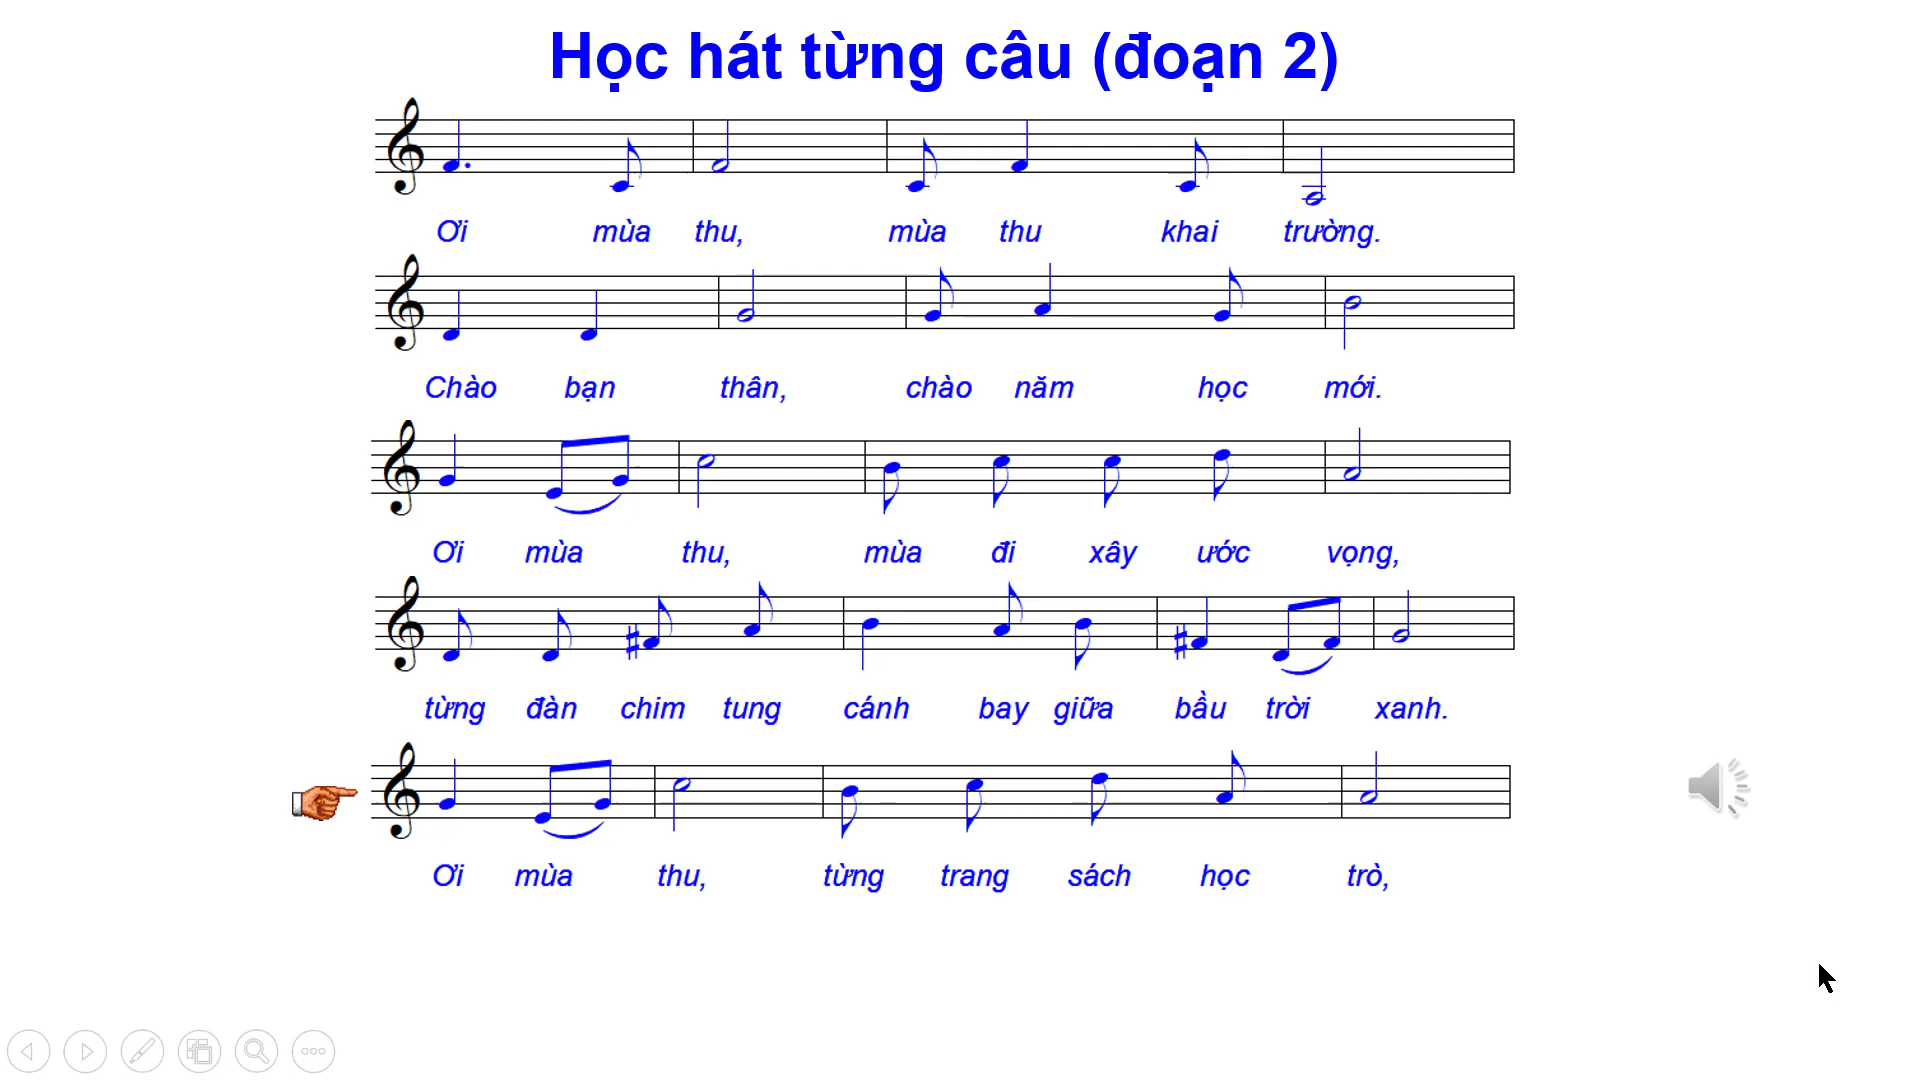 Học hát từng câu (đoạn 2)
Ơi mùa thu, mùa thu khai trường.
Chào bạn thân, chào năm học mới.
Ơi mùa thu, mùa đi xây ước vọng,
từng đàn chim tung cánh bay giữa bầu trời xanh.
Ơi mùa thu, từng trang sách học trò,